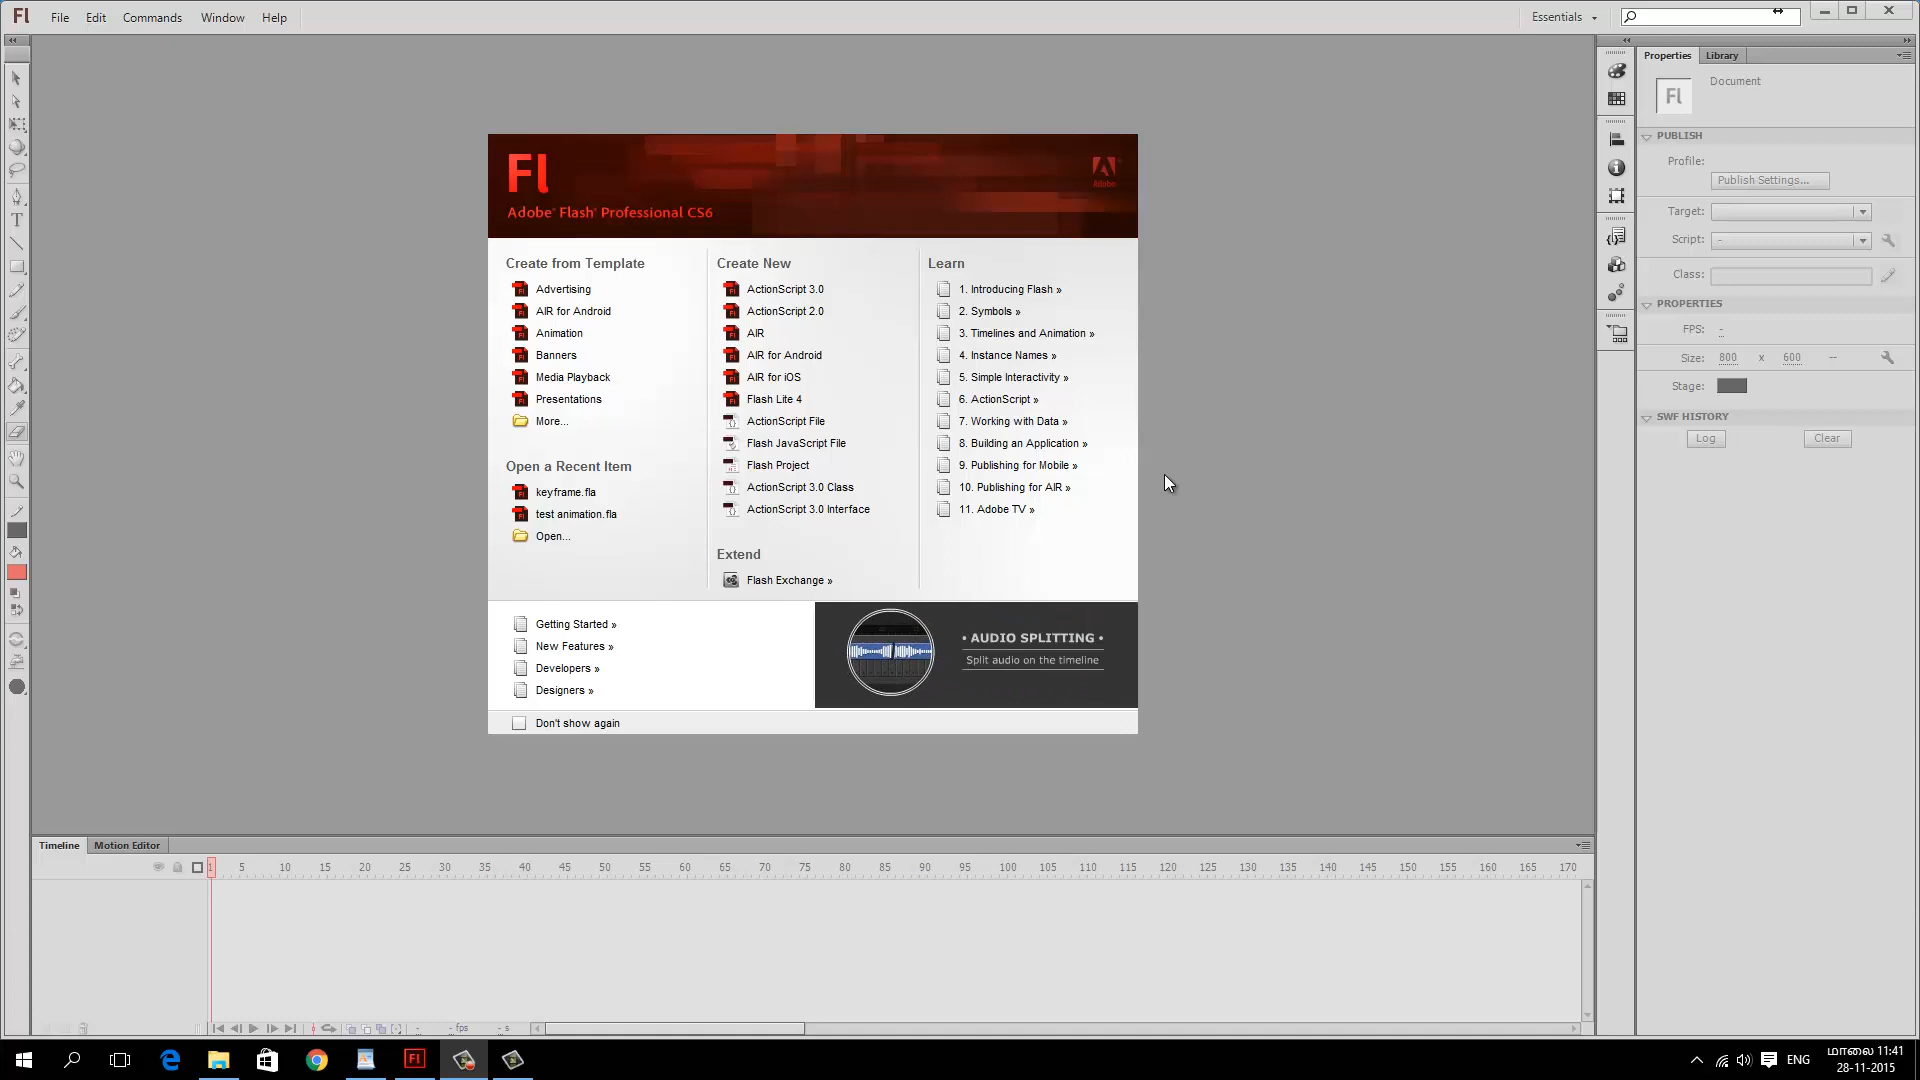 Fl File Edit Commands Window Help Essentials
Properties Library
Fl Document
PUBLISH
Profile:
Publish Settings...
Target:
Script: -
Class:
PROPERTIES
FPS: -
Size: 800 x 600 --
Stage:
SWF HISTORY
Log Clear
Fl
Adobe® Flash® Professional CS6
Adobe
Create from Template
Advertising
AIR for Android
Animation
Banners
Media Playback
Presentations
More...
Open a Recent Item
keyframe.fla
test animation.fla
Open...
Create New
ActionScript 3.0
ActionScript 2.0
AIR
AIR for Android
AIR for iOS
Flash Lite 4
ActionScript File
Flash JavaScript File
Flash Project
ActionScript 3.0 Class
ActionScript 3.0 Interface
Extend
Flash Exchange »
Learn
1. Introducing Flash »
2. Symbols »
3. Timelines and Animation »
4. Instance Names »
5. Simple Interactivity »
6. ActionScript »
7. Working with Data »
8. Building an Application »
9. Publishing for Mobile »
10. Publishing for AIR »
11. Adobe TV »
Getting Started »
New Features »
Developers »
Designers »
• AUDIO SPLITTING •
Split audio on the timeline
Don't show again
Timeline Motion Editor
1 5 10 15 20 25 30 35 40 45 50 55 60 65 70 75 80 85 90 95 100 105 110 115 120 125 130 135 140 145 150 155 160 165 170
- - fps - s
Fl ENG மாலை 11:41
28-11-2015